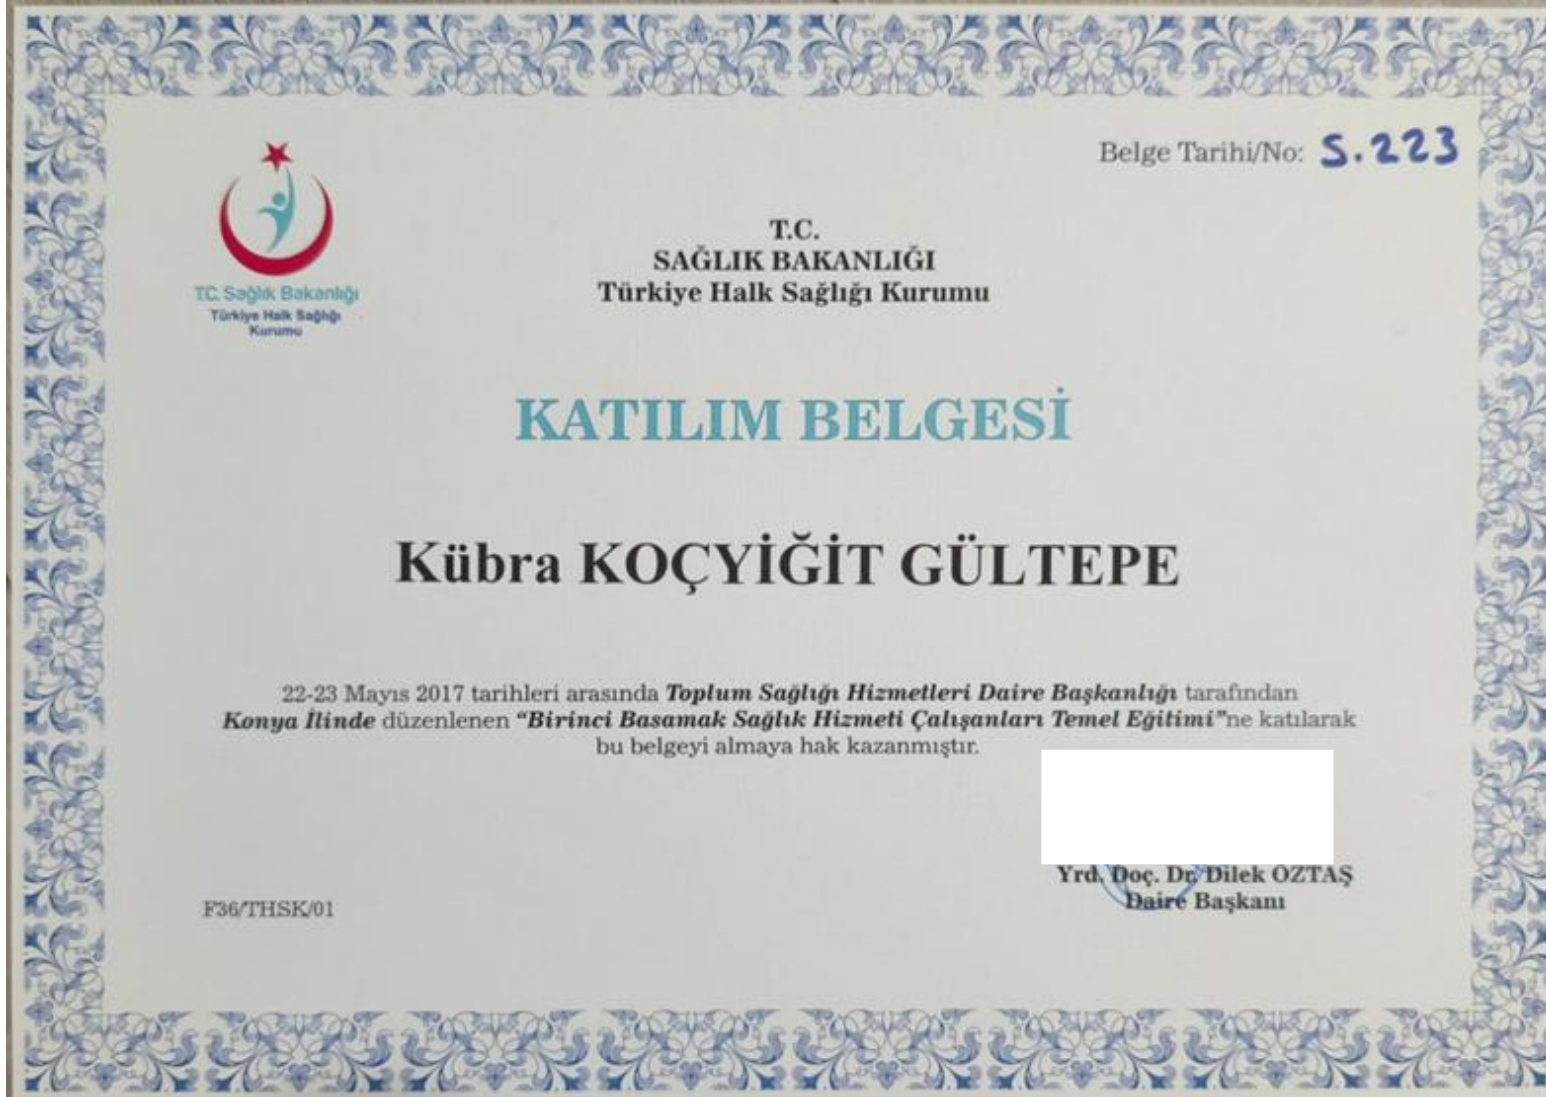 Belge Tarihi/No: S.223
T.C. Sağlık Bakanlığı
Türkiye Halk Sağlığı
Kurumu
T.C.
SAĞLIK BAKANLIĞI
Türkiye Halk Sağlığı Kurumu
KATILIM BELGESİ
Kübra KOÇYİĞİT GÜLTEPE
22-23 Mayıs 2017 tarihleri arasında Toplum Sağlığı Hizmetleri Daire Başkanlığı tarafından
Konya İlinde düzenlenen “Birinci Basamak Sağlık Hizmeti Çalışanları Temel Eğitimi”ne katılarak
bu belgeyi almaya hak kazanmıştır.
Yrd. Doç. Dr. Dilek ÖZTAŞ
Daire Başkanı
F36/THSK/01